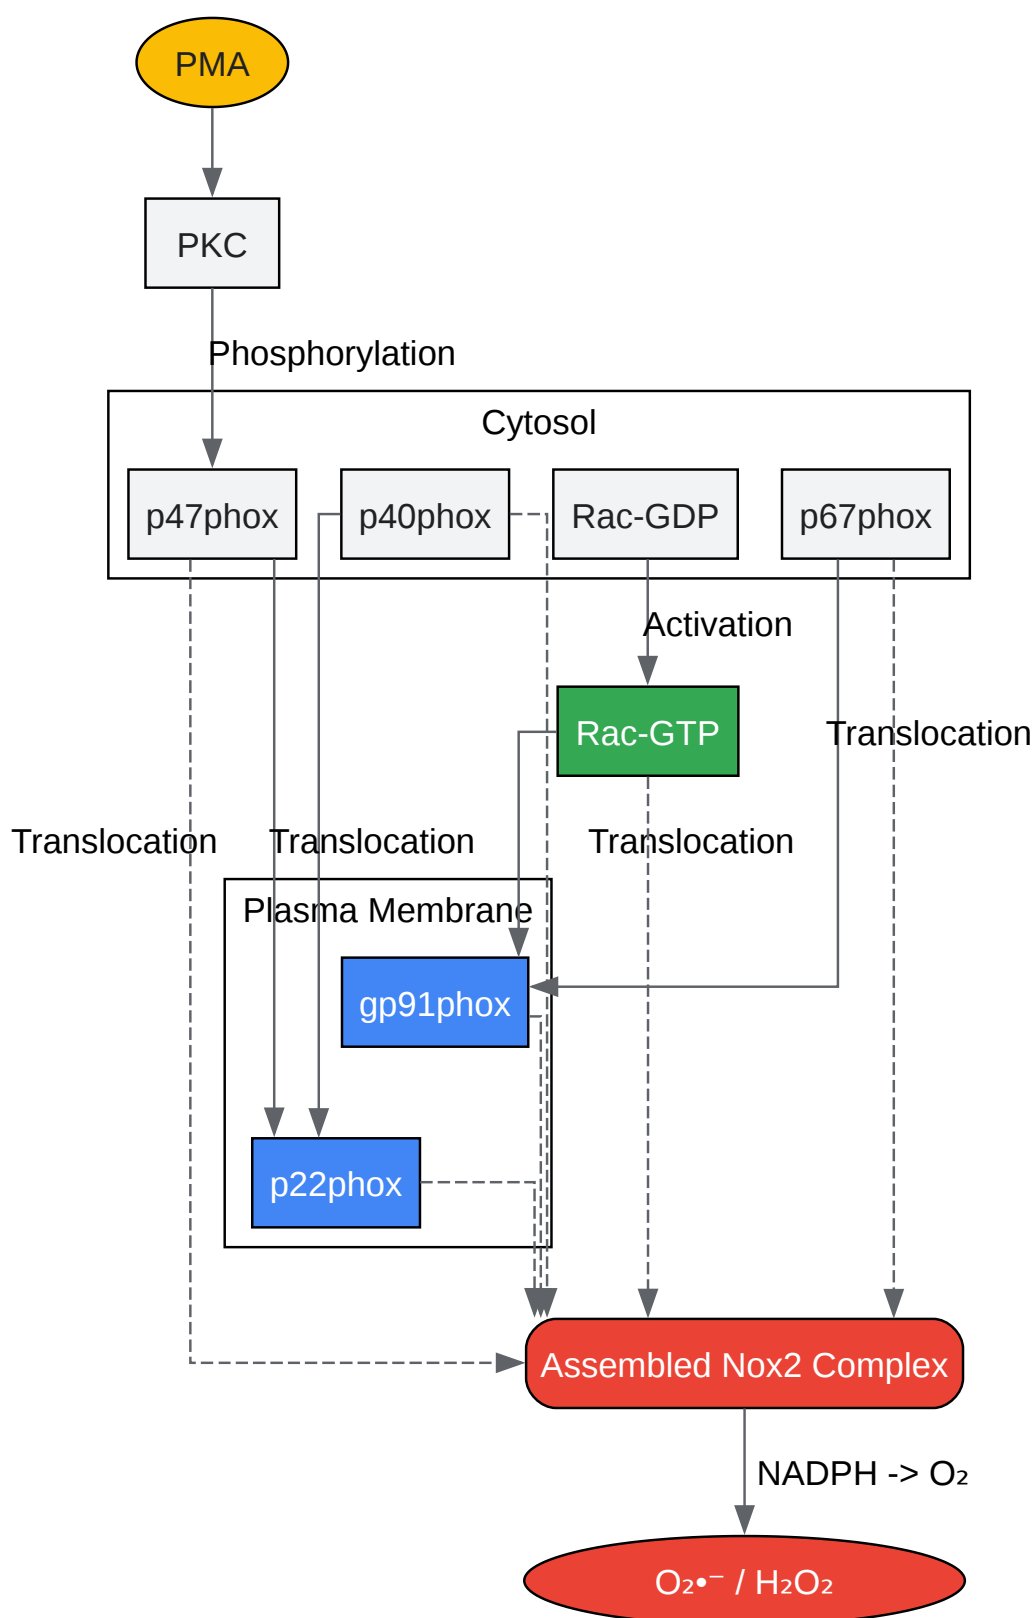 PMA
PKC
Phosphorylation
Cytosol
p47phox
p40phox
Rac-GDP
p67phox
Activation
Rac-GTP
Translocation
Translocation
Translocation
Translocation
Plasma Membrane
gp91phox
p22phox
Assembled Nox2 Complex
NADPH -> O₂
O₂•⁻ / H₂O₂